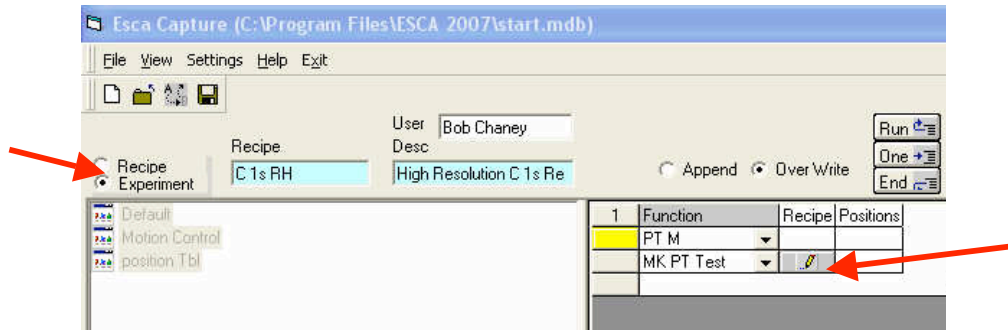 Esca Capture (C:\Program Files\ESCA 2007\start.mdb)
File View Settings Help Exit
User Bob Chaney
Recipe Desc
Recipe
Experiment
C 1s RH High Resolution C 1s Re
Append Over Write
Run
One
End
Default
Motion Control
position Tbl
1 Function Recipe Positions
PT M
MK PT Test